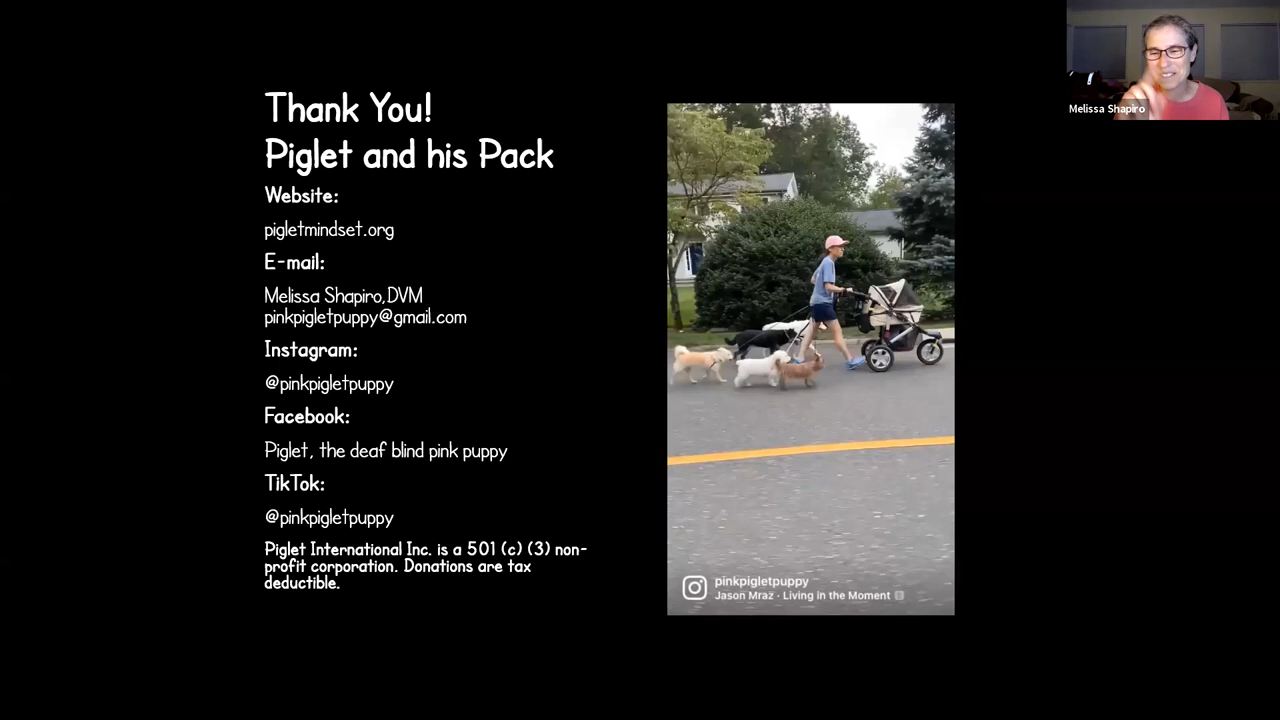 Thank You!
Piglet and his Pack
Website:
pigletmindset.org
E-mail:
Melissa Shapiro,DVM
pinkpigletpuppy@gmail.com
Instagram:
@pinkpigletpuppy
Facebook:
Piglet, the deaf blind pink puppy
TikTok:
@pinkpigletpuppy
Piglet International Inc. is a 501 (c) (3) non-
profit corporation. Donations are tax
deductible.
pinkpigletpuppy
Jason Mraz · Living in the Moment
Melissa Shapiro